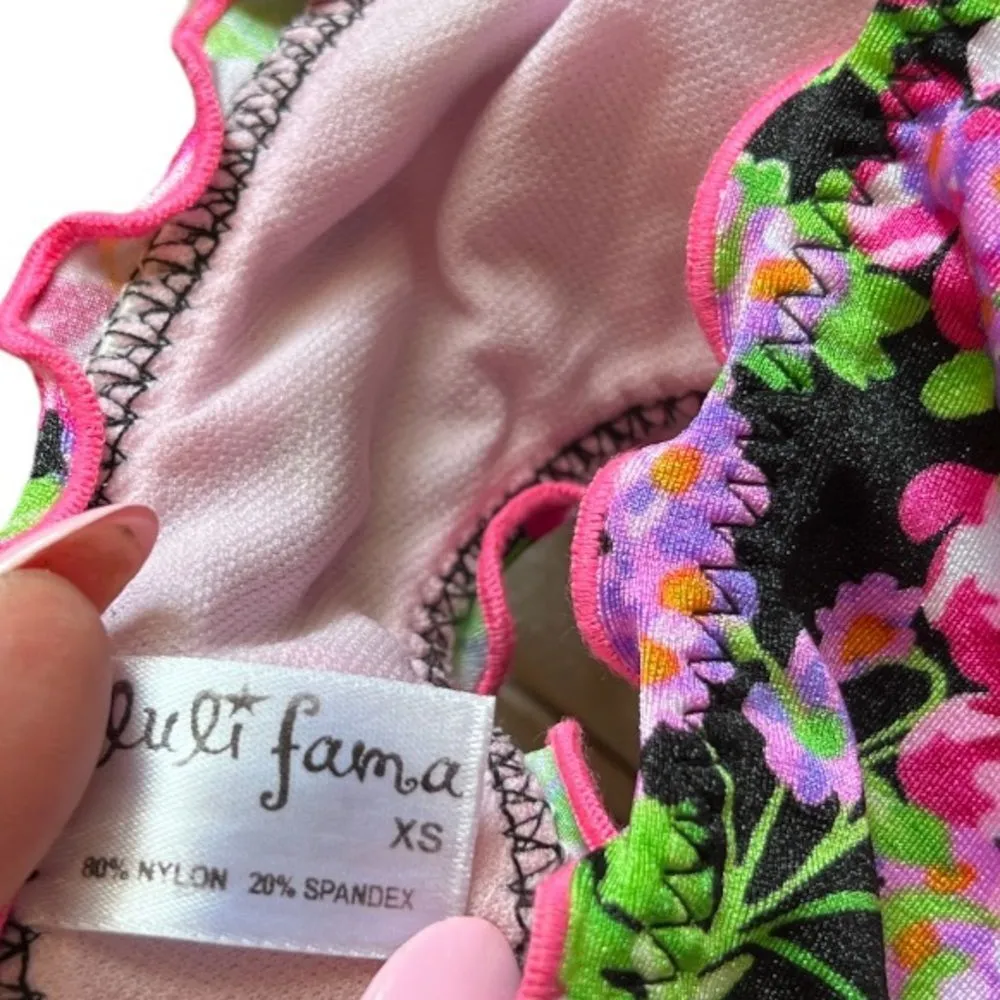 luli fama
XS
80% NYLON 20% SPANDEX